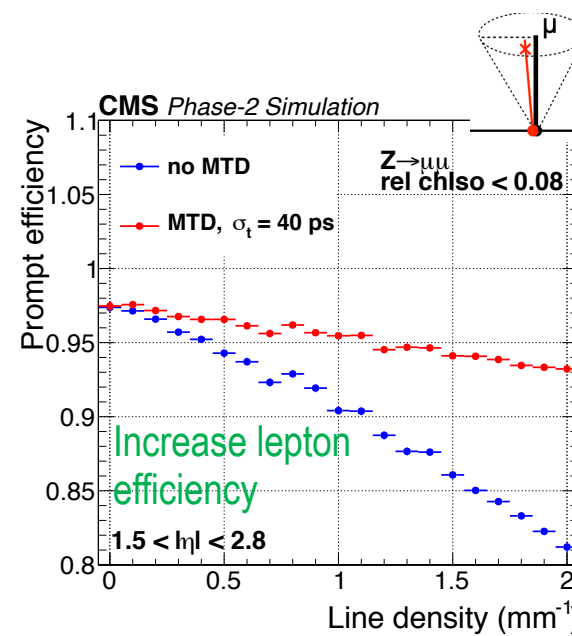 μ
CMS Phase-2 Simulation
Prompt efficiency
1.1
1.05
1
0.95
0.9
0.85
0.8
no MTD
MTD, σt = 40 ps
Z→μμ
rel chIso < 0.08
Increase lepton
efficiency
1.5 < |η| < 2.8
0 0.5 1 1.5 2
Line density (mm⁻¹)